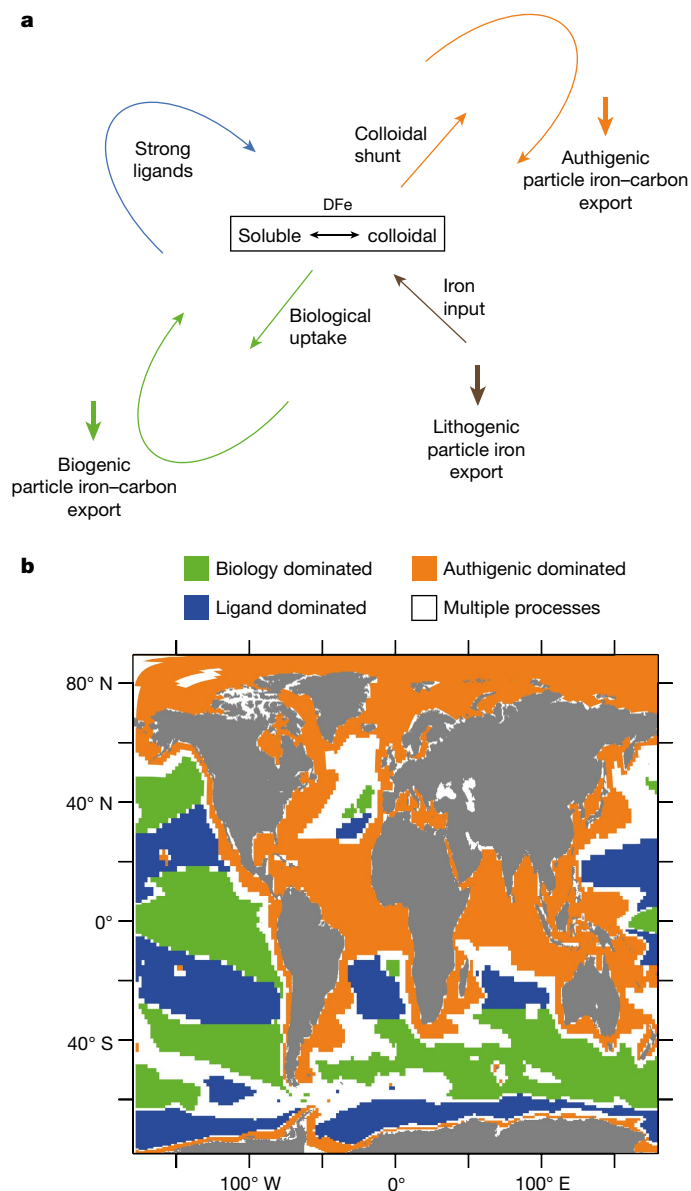 a
Strong
ligands
Colloidal
shunt
Authigenic
particle iron–carbon
export
DFe
Soluble colloidal
Biological
uptake
Iron
input
Lithogenic
particle iron
export
Biogenic
particle iron–carbon
export
b
Biology dominated Authigenic dominated
Ligand dominated Multiple processes
80° N
40° N
0°
40° S
100° W 0° 100° E